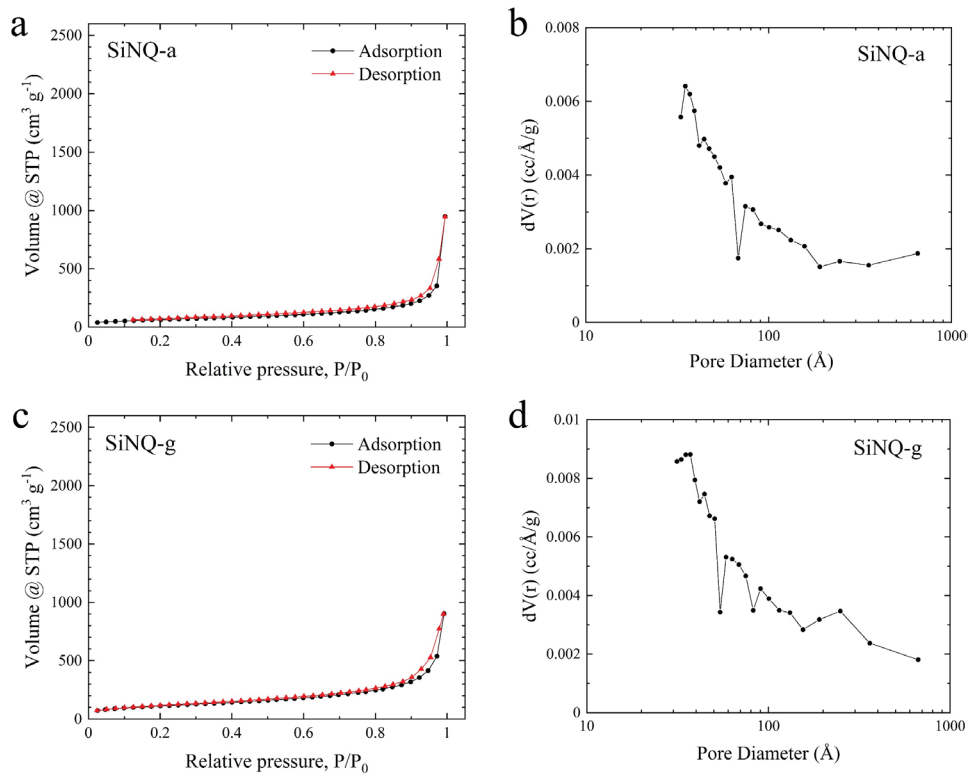 a
SiNQ-a
Adsorption
Desorption
2500
2000
1500
1000
500
0
0 0.2 0.4 0.6 0.8 1
Volume @ STP (cm³ g⁻¹)
Relative pressure, P/P₀
b
SiNQ-a
0.008
0.006
0.004
0.002
0
10 100 1000
dV(r) (cc/Å/g)
Pore Diameter (Å)
c
SiNQ-g
Adsorption
Desorption
2500
2000
1500
1000
500
0
0 0.2 0.4 0.6 0.8 1
Volume @ STP (cm³ g⁻¹)
Relative pressure, P/P₀
d
SiNQ-g
0.01
0.008
0.006
0.004
0.002
0.000
10 100 1000
dV(r) (cc/Å/g)
Pore Diameter (Å)